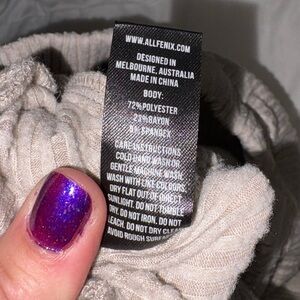 WWW.ALLFENIX.COM
DESIGNED IN
MELBOURNE, AUSTRALIA
MADE IN CHINA
BODY:
72%POLYESTER
23%RAYON
5% SPANDEX
CARE INSTRUCTIONS
COLD HAND WASH OR
GENTLE MACHINE WASH
WASH WITH LIKE COLOURS.
DRY FLAT OUT OF DIRECT
SUNLIGHT. DO NOT TUMBLE
DRY. DO NOT IRON. DO NOT
LEACH. DO NOT DRY CLEAN
AVOID ROUGH